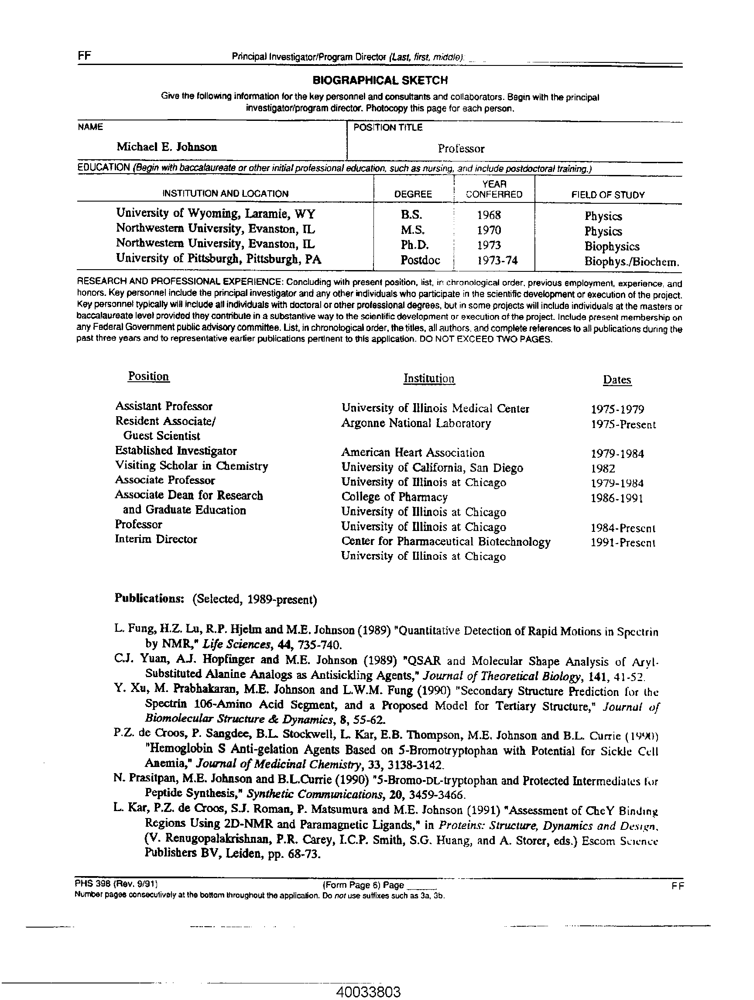 FF Principal Investigator/Program Director (Last, first, middle):
BIOGRAPHICAL SKETCH
Give the following information for the key personnel and consultants and collaborators. Begin with the principal
investigator/program director. Photocopy this page for each person.
NAME POSITION TITLE
Michael E. Johnson Professor
EDUCATION (Begin with baccalaureate or other initial professional education, such as nursing, and include postdoctoral training.)
INSTITUTION AND LOCATION DEGREE YEAR CONFERRED FIELD OF STUDY
University of Wyoming, Laramie, WY B.S. 1968 Physics
Northwestern University, Evanston, IL M.S. 1970 Physics
Northwestern University, Evanston, IL Ph.D. 1973 Biophysics
University of Pittsburgh, Pittsburgh, PA Postdoc 1973-74 Biophys./Biochem.
RESEARCH AND PROFESSIONAL EXPERIENCE: Concluding with present position, list, in chronological order, previous employment, experience, and
honors. Key personnel include the principal investigator and any other individuals who participate in the scientific development or execution of the project.
Key personnel typically will include all individuals with doctoral or other professional degrees, but in some projects will include individuals at the masters or
baccalaureate level provided they contribute in a substantive way to the scientific development or execution of the project. Include present membership on
any Federal Government public advisory committee. List, in chronological order, the titles, all authors, and complete references to all publications during the
past three years and to representative earlier publications pertinent to this application. DO NOT EXCEED TWO PAGES.
Position Institution Dates
Assistant Professor University of Illinois Medical Center 1975-1979
Resident Associate/ Argonne National Laboratory 1975-Present
Guest Scientist
Established Investigator American Heart Association 1979-1984
Visiting Scholar in Chemistry University of California, San Diego 1982
Associate Professor University of Illinois at Chicago 1979-1984
Associate Dean for Research College of Pharmacy 1986-1991
and Graduate Education University of Illinois at Chicago
Professor University of Illinois at Chicago 1984-Present
Interim Director Center for Pharmaceutical Biotechnology 1991-Present
University of Illinois at Chicago
Publications: (Selected, 1989-present)
L. Fung, H.Z. Lu, R.P. Hjelm and M.E. Johnson (1989) "Quantitative Detection of Rapid Motions in Spectrin
by NMR," Life Sciences, 44, 735-740.
C.J. Yuan, A.J. Hopfinger and M.E. Johnson (1989) "QSAR and Molecular Shape Analysis of Aryl-
Substituted Alanine Analogs as Antisickling Agents," Journal of Theoretical Biology, 141, 41-52.
Y. Xu, M. Prabhakaran, M.E. Johnson and L.W.M. Fung (1990) "Secondary Structure Prediction for the
Spectrin 106-Amino Acid Segment, and a Proposed Model for Tertiary Structure," Journal of
Biomolecular Structure & Dynamics, 8, 55-62.
P.Z. de Croos, P. Sangdee, B.L. Stockwell, L. Kar, E.B. Thompson, M.E. Johnson and B.L. Currie (1990)
"Hemoglobin S Anti-gelation Agents Based on 5-Bromotryptophan with Potential for Sickle Cell
Anemia," Journal of Medicinal Chemistry, 33, 3138-3142.
N. Prasitpan, M.E. Johnson and B.L.Currie (1990) "5-Bromo-DL-tryptophan and Protected Intermediates for
Peptide Synthesis," Synthetic Communications, 20, 3459-3466.
L. Kar, P.Z. de Croos, S.J. Roman, P. Matsumura and M.E. Johnson (1991) "Assessment of CheY Binding
Regions Using 2D-NMR and Paramagnetic Ligands," in Proteins: Structure, Dynamics and Design,
(V. Renugopalakrishnan, P.R. Carey, I.C.P. Smith, S.G. Huang, and A. Storer, eds.) Escom Science
Publishers BV, Leiden, pp. 68-73.
PHS 398 (Rev. 9/91) (Form Page 6) Page FF
Number pages consecutively at the bottom throughout the application. Do not use suffixes such as 3a, 3b.
40033803